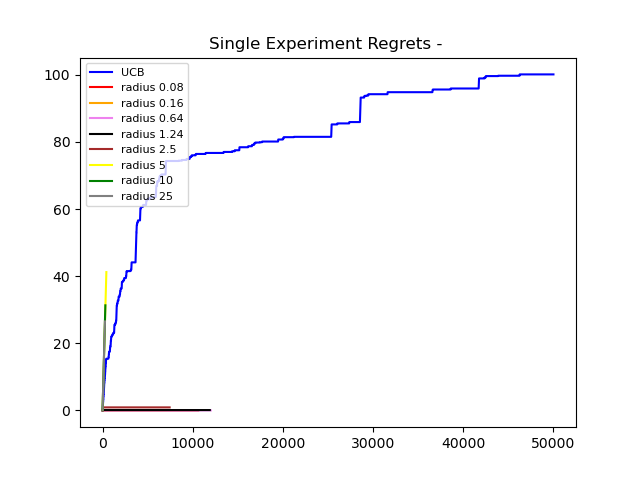 Single Experiment Regrets -
100
80
60
40
20
0
UCB
radius 0.08
radius 0.16
radius 0.64
radius 1.24
radius 2.5
radius 5
radius 10
radius 25
0 10000 20000 30000 40000 50000